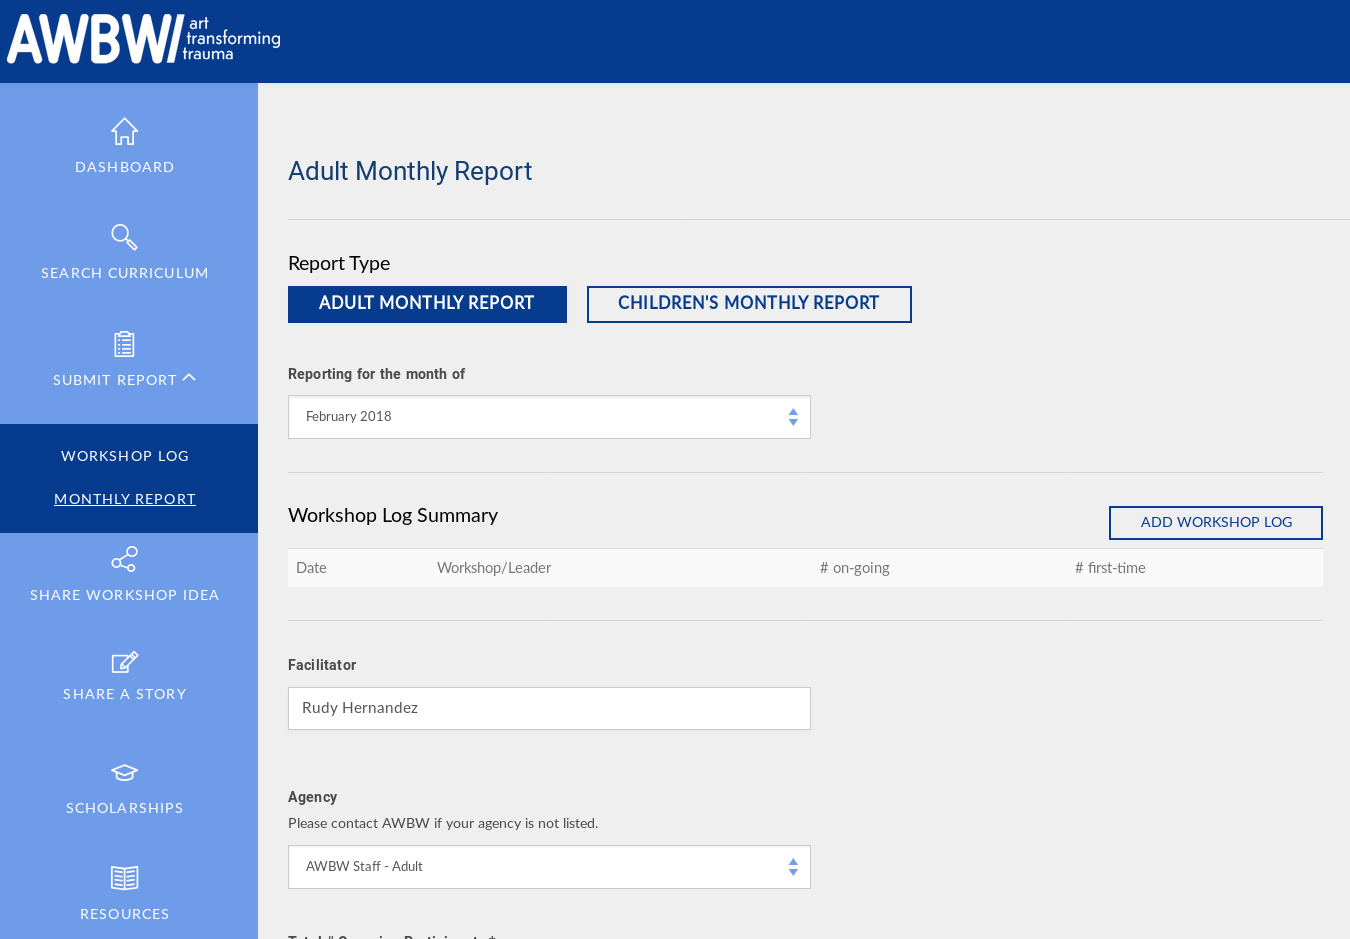 AWBW/ art
transforming
trauma
DASHBOARD
SEARCH CURRICULUM
SUBMIT REPORT
WORKSHOP LOG
MONTHLY REPORT
SHARE WORKSHOP IDEA
SHARE A STORY
SCHOLARSHIPS
RESOURCES
Adult Monthly Report
Report Type
ADULT MONTHLY REPORT CHILDREN'S MONTHLY REPORT
Reporting for the month of
February 2018
Workshop Log Summary
ADD WORKSHOP LOG
Date Workshop/Leader # on-going # first-time
Facilitator
Rudy Hernandez
Agency
Please contact AWBW if your agency is not listed.
AWBW Staff - Adult